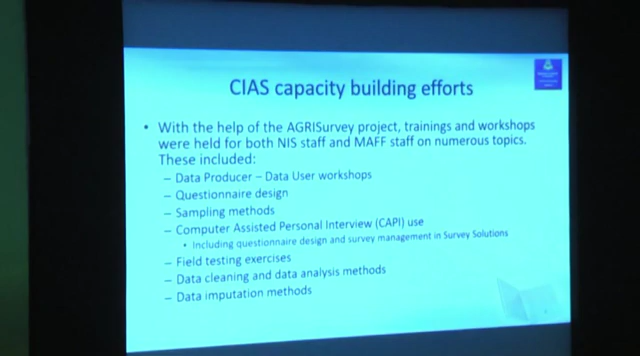 CIAS capacity building efforts
• With the help of the AGRISurvey project, trainings and workshops
were held for both NIS staff and MAFF staff on numerous topics.
These included:
– Data Producer – Data User workshops
– Questionnaire design
– Sampling methods
– Computer Assisted Personal Interview (CAPI) use
• Including questionnaire design and survey management in Survey Solutions
– Field testing exercises
– Data cleaning and data analysis methods
– Data imputation methods